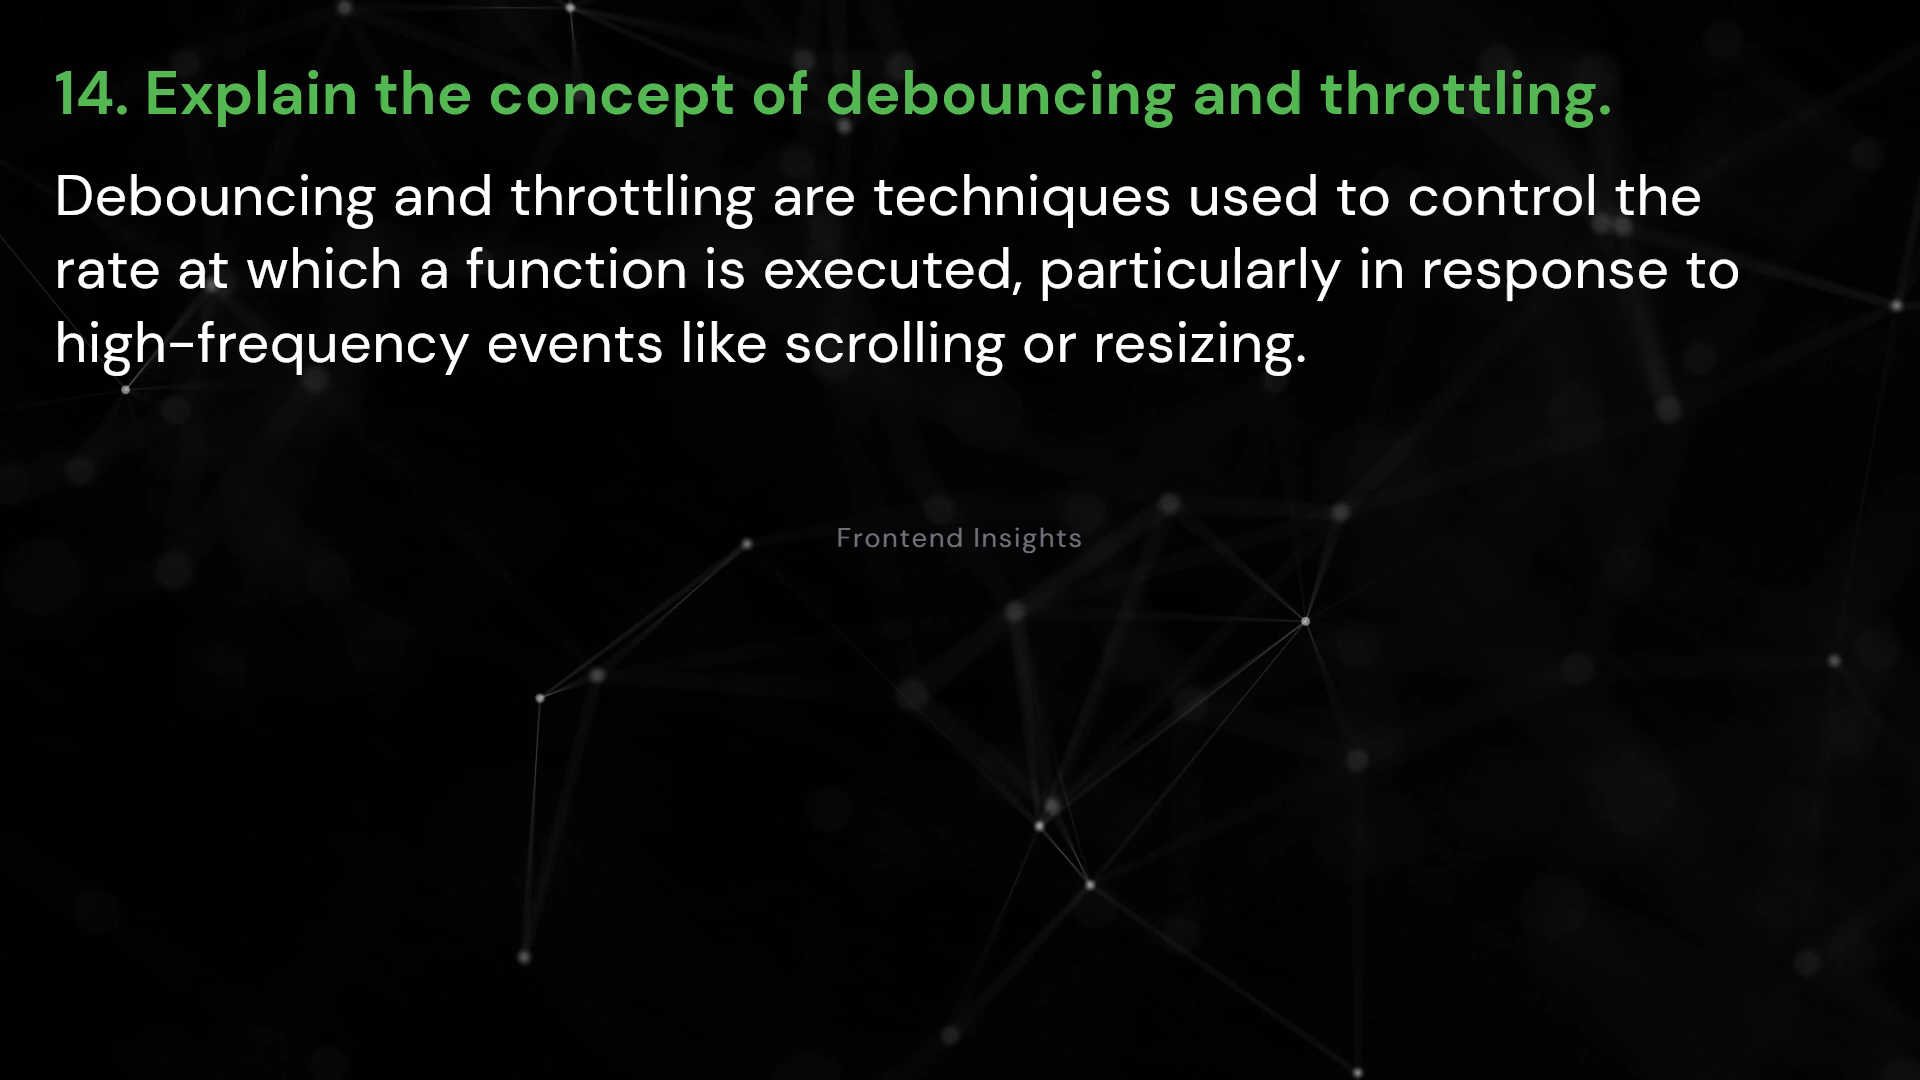 14. Explain the concept of debouncing and throttling.
Debouncing and throttling are techniques used to control the
rate at which a function is executed, particularly in response to
high-frequency events like scrolling or resizing.
Frontend Insights